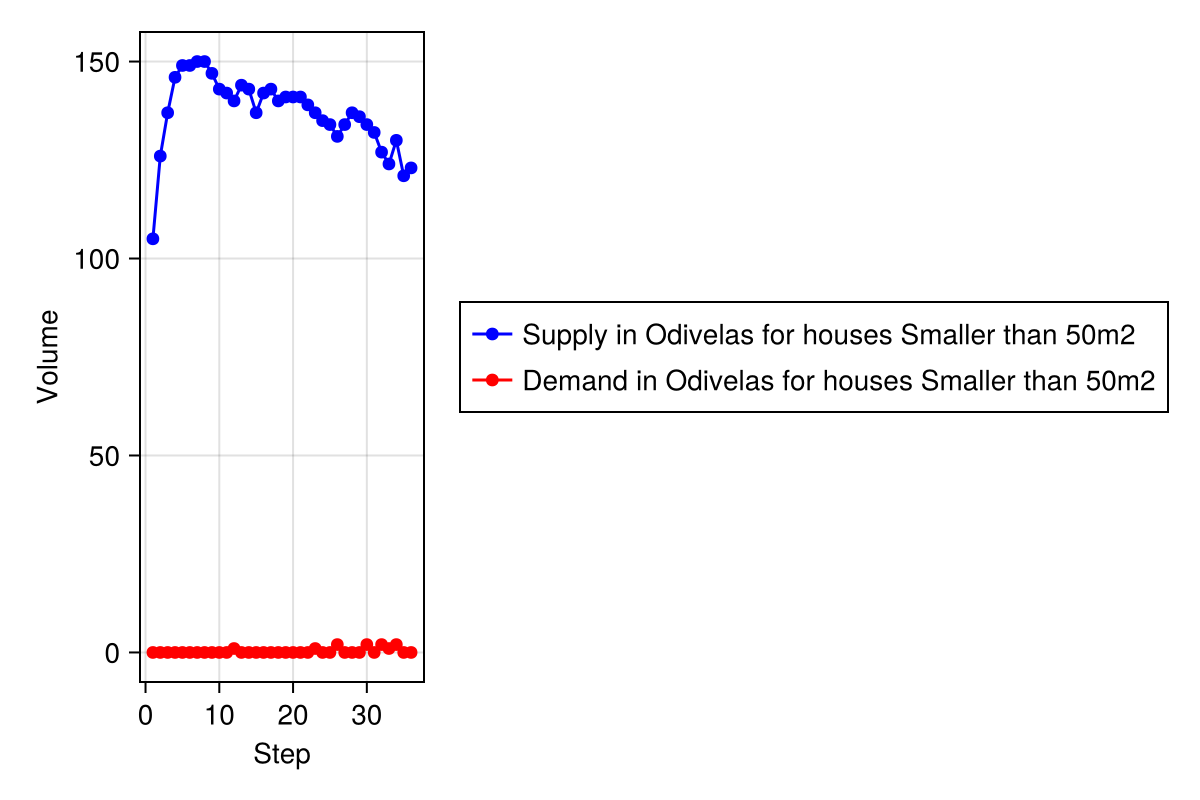 150
100
50
0
Volume
0 10 20 30
Step
Supply in Odivelas for houses Smaller than 50m2
Demand in Odivelas for houses Smaller than 50m2